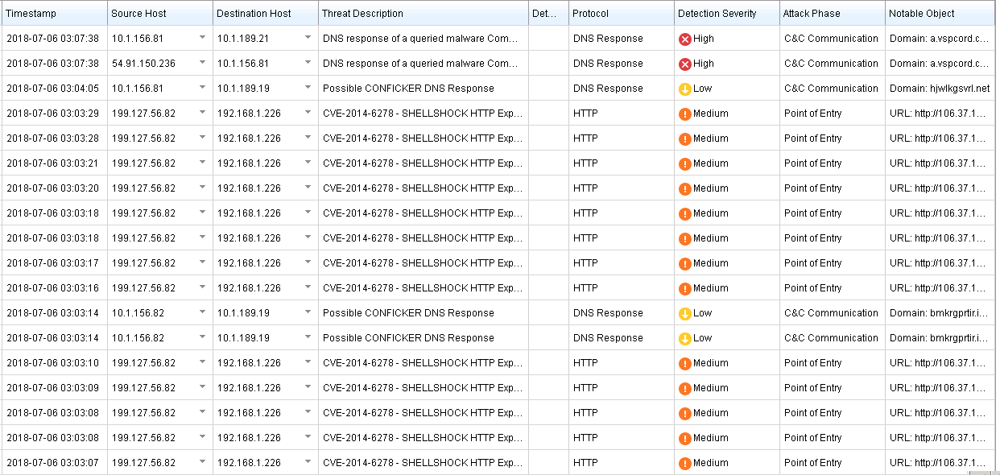 Timestamp Source Host Destination Host Threat Description Det... Protocol Detection Severity Attack Phase Notable Object
2018-07-06 03:07:38 10.1.156.81 10.1.189.21 DNS response of a queried malware Com... DNS Response High C&C Communication Domain: a.vspcord.c...
2018-07-06 03:07:38 54.91.150.236 10.1.156.81 DNS response of a queried malware Com... DNS Response High C&C Communication Domain: a.vspcord.c...
2018-07-06 03:04:05 10.1.156.81 10.1.189.19 Possible CONFICKER DNS Response DNS Response Low C&C Communication Domain: hjwlkgsvrl.net
2018-07-06 03:03:29 199.127.56.82 192.168.1.226 CVE-2014-6278 - SHELLSHOCK HTTP Exp... HTTP Medium Point of Entry URL: http://106.37.1...
2018-07-06 03:03:28 199.127.56.82 192.168.1.226 CVE-2014-6278 - SHELLSHOCK HTTP Exp... HTTP Medium Point of Entry URL: http://106.37.1...
2018-07-06 03:03:21 199.127.56.82 192.168.1.226 CVE-2014-6278 - SHELLSHOCK HTTP Exp... HTTP Medium Point of Entry URL: http://106.37.1...
2018-07-06 03:03:20 199.127.56.82 192.168.1.226 CVE-2014-6278 - SHELLSHOCK HTTP Exp... HTTP Medium Point of Entry URL: http://106.37.1...
2018-07-06 03:03:18 199.127.56.82 192.168.1.226 CVE-2014-6278 - SHELLSHOCK HTTP Exp... HTTP Medium Point of Entry URL: http://106.37.1...
2018-07-06 03:03:18 199.127.56.82 192.168.1.226 CVE-2014-6278 - SHELLSHOCK HTTP Exp... HTTP Medium Point of Entry URL: http://106.37.1...
2018-07-06 03:03:17 199.127.56.82 192.168.1.226 CVE-2014-6278 - SHELLSHOCK HTTP Exp... HTTP Medium Point of Entry URL: http://106.37.1...
2018-07-06 03:03:16 199.127.56.82 192.168.1.226 CVE-2014-6278 - SHELLSHOCK HTTP Exp... HTTP Medium Point of Entry URL: http://106.37.1...
2018-07-06 03:03:14 10.1.156.82 10.1.189.19 Possible CONFICKER DNS Response DNS Response Low C&C Communication Domain: bmkrgprtir.i...
2018-07-06 03:03:14 10.1.156.82 10.1.189.19 Possible CONFICKER DNS Response DNS Response Low C&C Communication Domain: bmkrgprtir.i...
2018-07-06 03:03:10 199.127.56.82 192.168.1.226 CVE-2014-6278 - SHELLSHOCK HTTP Exp... HTTP Medium Point of Entry URL: http://106.37.1...
2018-07-06 03:03:09 199.127.56.82 192.168.1.226 CVE-2014-6278 - SHELLSHOCK HTTP Exp... HTTP Medium Point of Entry URL: http://106.37.1...
2018-07-06 03:03:08 199.127.56.82 192.168.1.226 CVE-2014-6278 - SHELLSHOCK HTTP Exp... HTTP Medium Point of Entry URL: http://106.37.1...
2018-07-06 03:03:08 199.127.56.82 192.168.1.226 CVE-2014-6278 - SHELLSHOCK HTTP Exp... HTTP Medium Point of Entry URL: http://106.37.1...
2018-07-06 03:03:07 199.127.56.82 192.168.1.226 CVE-2014-6278 - SHELLSHOCK HTTP Exp... HTTP Medium Point of Entry URL: http://106.37.1...